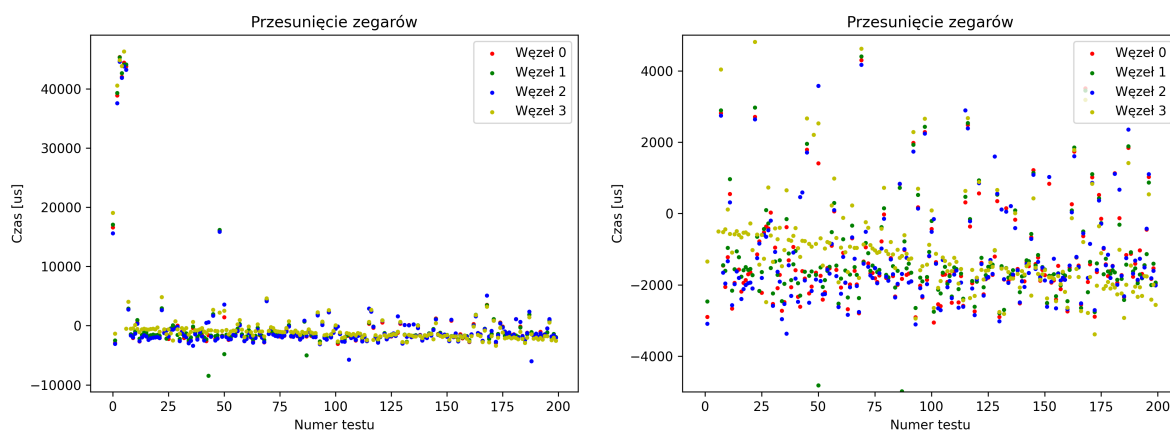 Przesunięcie zegarów
Czas [us]
40000
30000
20000
10000
0
−10000
Węzeł 0
Węzeł 1
Węzeł 2
Węzeł 3
0 25 50 75 100 125 150 175 200
Numer testu
Przesunięcie zegarów
Czas [us]
4000
2000
0
−2000
−4000
Węzeł 0
Węzeł 1
Węzeł 2
Węzeł 3
0 25 50 75 100 125 150 175 200
Numer testu